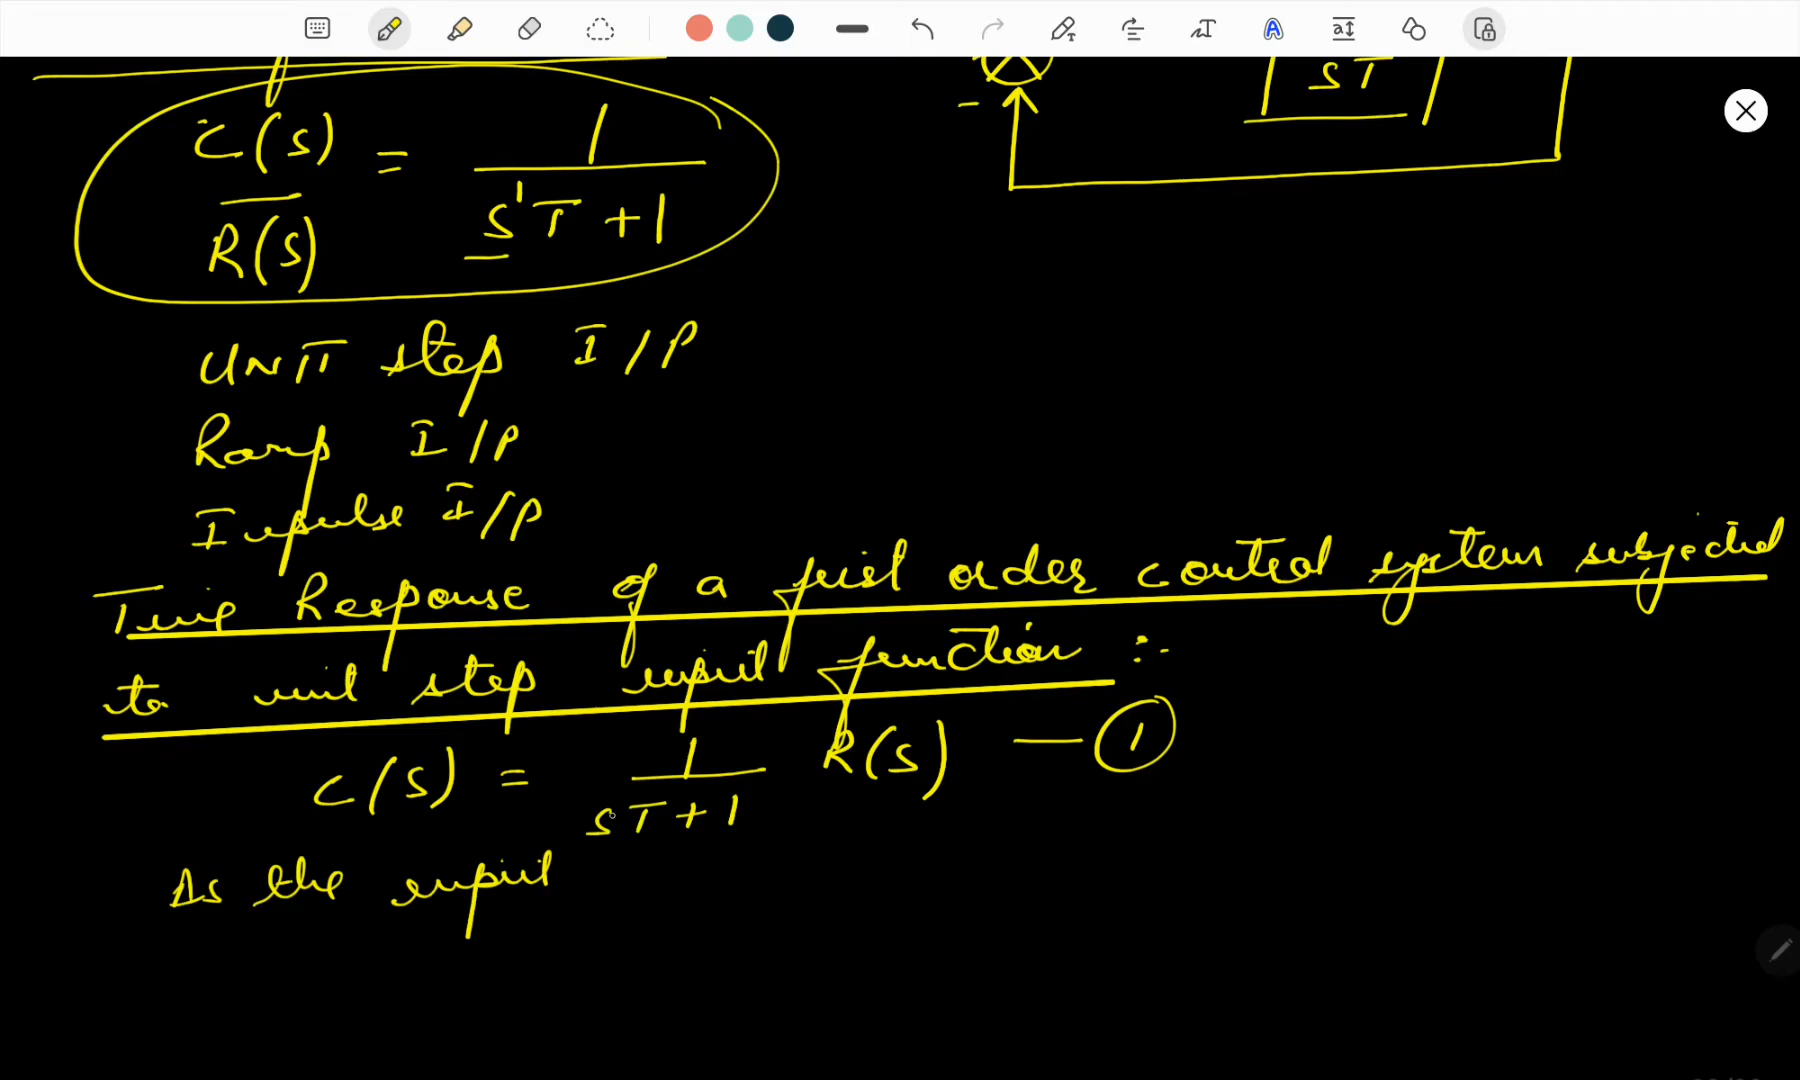 sT
-
C(s) / R(s) = 1 / s¹T + 1
UNIT step I/P
Ramp I/P
Impulse I/P
Time Response of a first order control system subjected
to unit step input function :-
C(s) = 1 / sT + 1 R(s) — ①
As the input